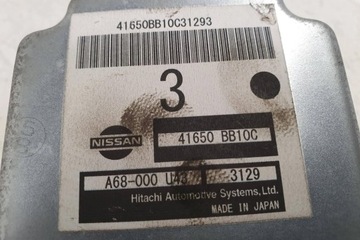 41650BB10C31293
3
NISSAN
41650 BB10C
A68-000 3129
Hitachi Automotive Systems,Ltd.
MADE IN JAPAN